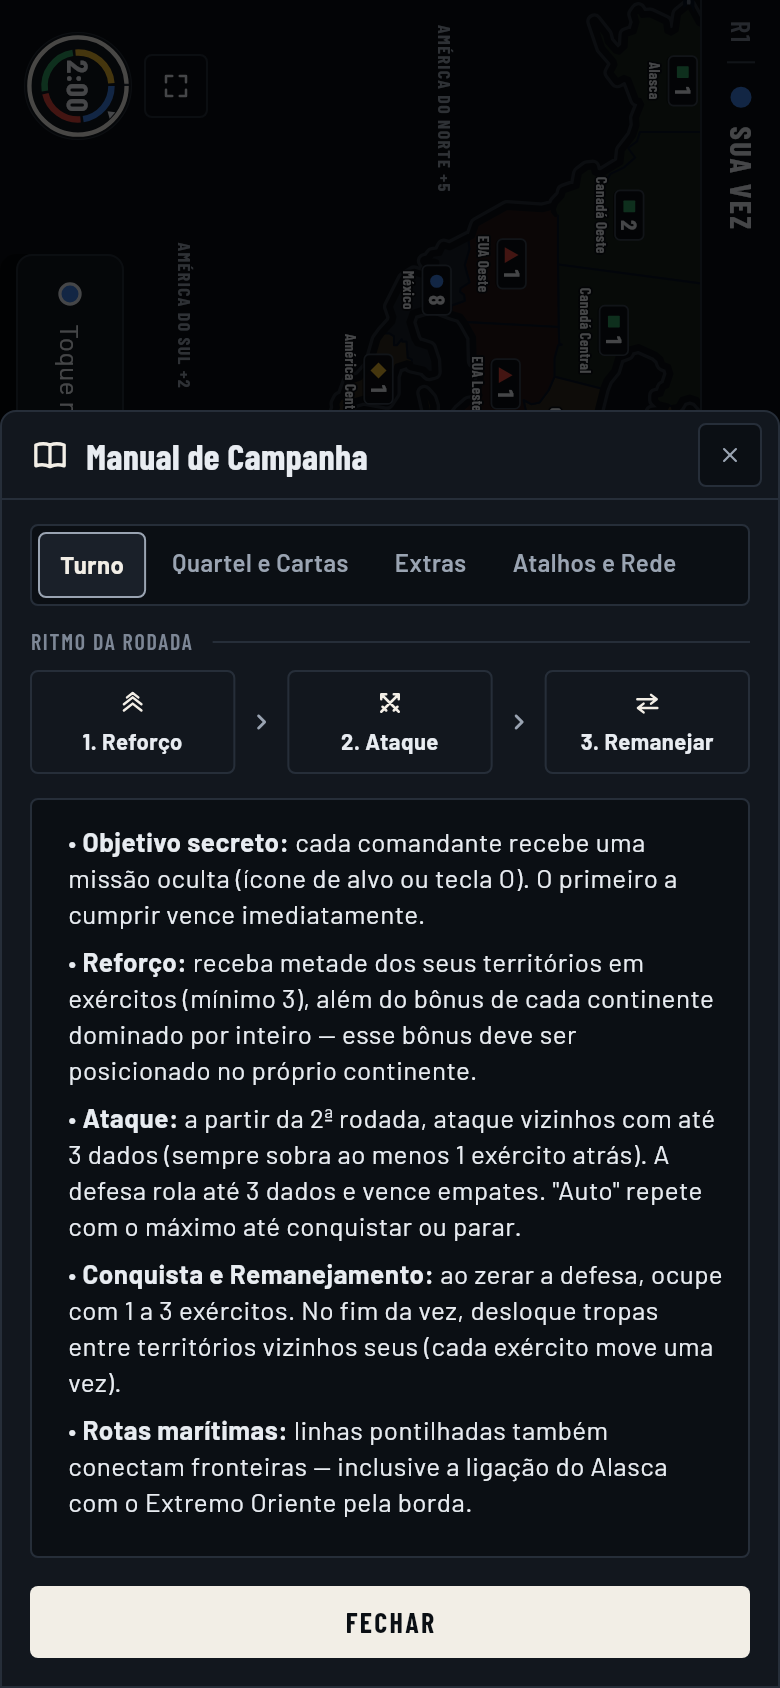 R1
SUA VEZ
2:00
AMÉRICA DO NORTE +5
AMÉRICA DO SUL +2
1
Alasca
2
Canadá Oeste
1
Canadá Central
1
EUA Oeste
8
México
1
EUA Leste
1
América Cent
Toque
Manual de Campanha
Turno
Quartel e Cartas
Extras
Atalhos e Rede
RITMO DA RODADA
1. Reforço
2. Ataque
3. Remanejar
• Objetivo secreto: cada comandante recebe uma
missão oculta (ícone de alvo ou tecla O). O primeiro a
cumprir vence imediatamente.
• Reforço: receba metade dos seus territórios em
exércitos (mínimo 3), além do bônus de cada continente
dominado por inteiro — esse bônus deve ser
posicionado no próprio continente.
• Ataque: a partir da 2ª rodada, ataque vizinhos com até
3 dados (sempre sobra ao menos 1 exército atrás). A
defesa rola até 3 dados e vence empates. "Auto" repete
com o máximo até conquistar ou parar.
• Conquista e Remanejamento: ao zerar a defesa, ocupe
com 1 a 3 exércitos. No fim da vez, desloque tropas
entre territórios vizinhos seus (cada exército move uma
vez).
• Rotas marítimas: linhas pontilhadas também
conectam fronteiras — inclusive a ligação do Alasca
com o Extremo Oriente pela borda.
FECHAR